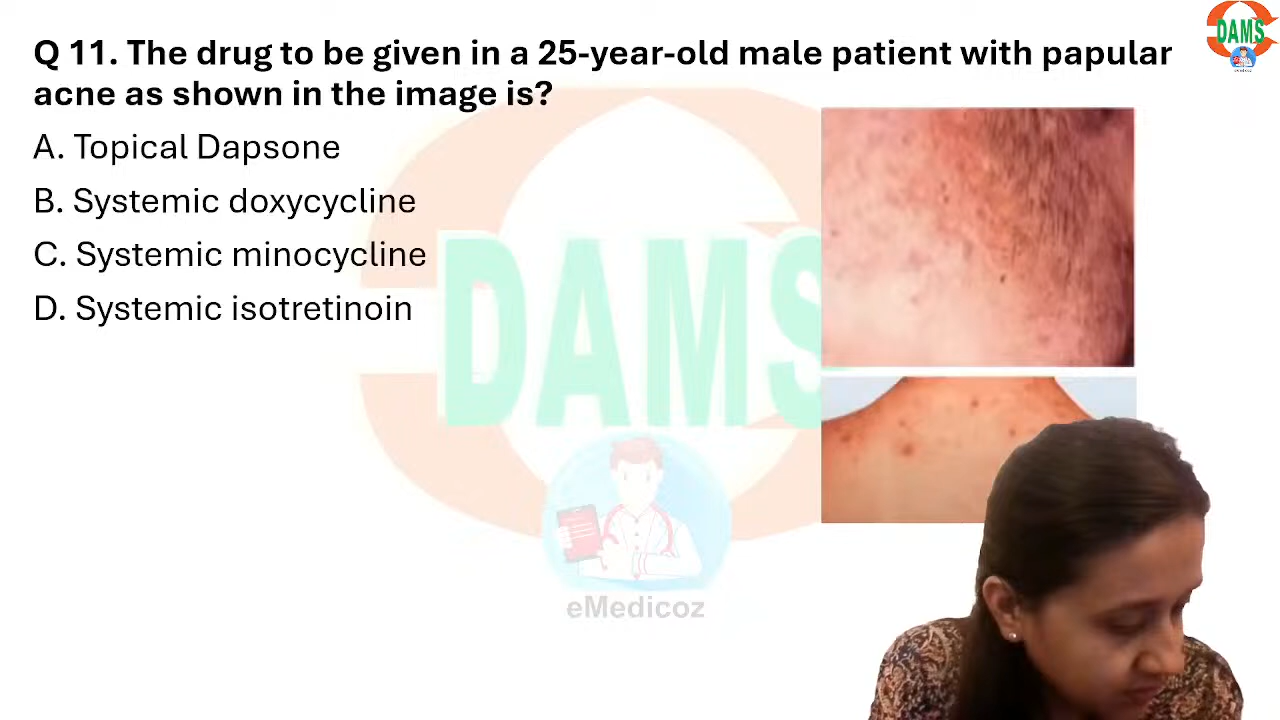 Q 11. The drug to be given in a 25-year-old male patient with papular
acne as shown in the image is?
A. Topical Dapsone
B. Systemic doxycycline
C. Systemic minocycline
D. Systemic isotretinoin
DAMS
DAMS
eMedicoz